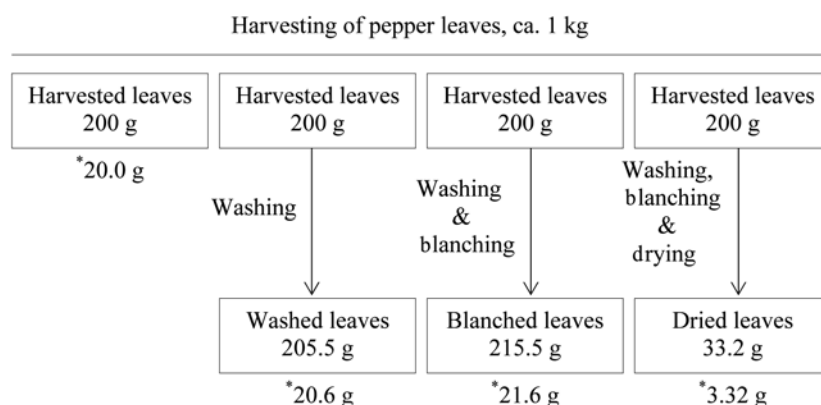 Harvesting of pepper leaves, ca. 1 kg
Harvested leaves
200 g
*20.0 g
Harvested leaves
200 g
Washing
Washed leaves
205.5 g
*20.6 g
Harvested leaves
200 g
Washing
&
blanching
Blanched leaves
215.5 g
*21.6 g
Harvested leaves
200 g
Washing,
blanching
&
drying
Dried leaves
33.2 g
*3.32 g